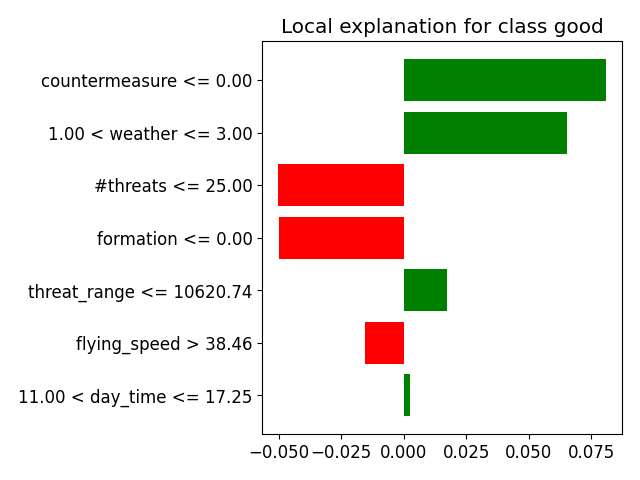 Local explanation for class good
countermeasure <= 0.00
1.00 < weather <= 3.00
#threats <= 25.00
formation <= 0.00
threat_range <= 10620.74
flying_speed > 38.46
11.00 < day_time <= 17.25
−0.050 −0.025 0.000 0.025 0.050 0.075